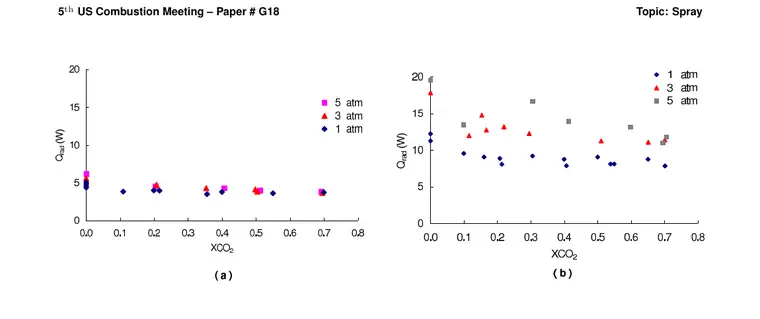 5th US Combustion Meeting – Paper # G18 Topic: Spray
20
15
10
5
0
Qrad (W)
0.0 0.1 0.2 0.3 0.4 0.5 0.6 0.7 0.8
XCO2
5 atm
3 atm
1 atm
( a )
20
15
10
5
0
Qrad (W)
0.0 0.1 0.2 0.3 0.4 0.5 0.6 0.7 0.8
XCO2
1 atm
3 atm
5 atm
( b )